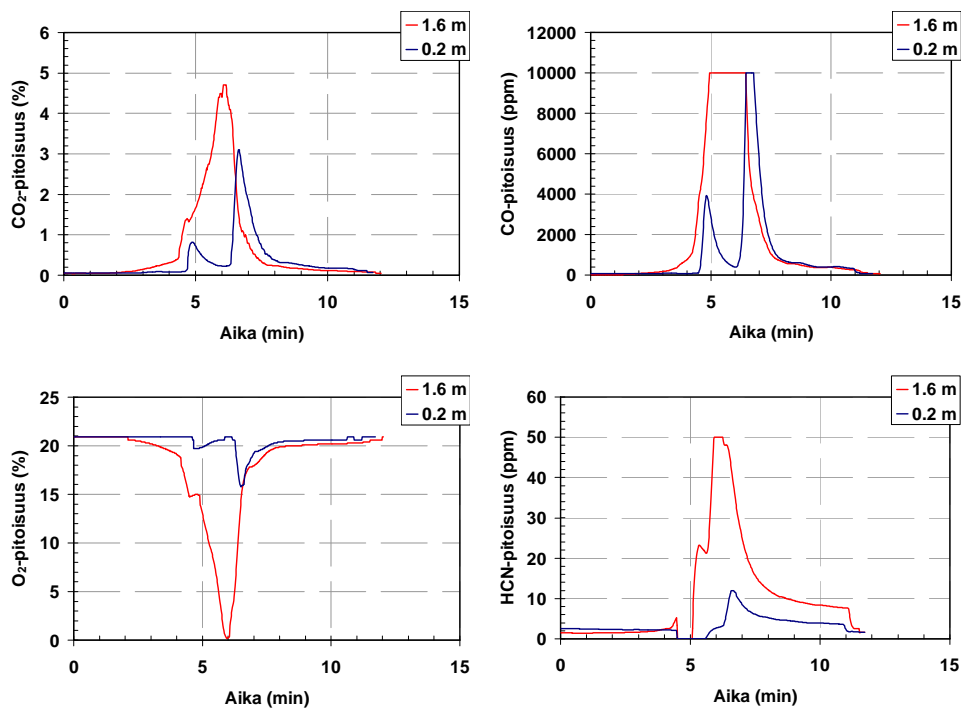 1.6 m
0.2 m
CO₂-pitoisuus (%)
6
5
4
3
2
1
0
0
5
10
15
Aika (min)
1.6 m
0.2 m
CO-pitoisuus (ppm)
12000
10000
8000
6000
4000
2000
0
0
5
10
15
Aika (min)
1.6 m
0.2 m
O₂-pitoisuus (%)
25
20
15
10
5
0
0
5
10
15
Aika (min)
1.6 m
0.2 m
HCN-pitoisuus (ppm)
60
50
40
30
20
10
0
0
5
10
15
Aika (min)